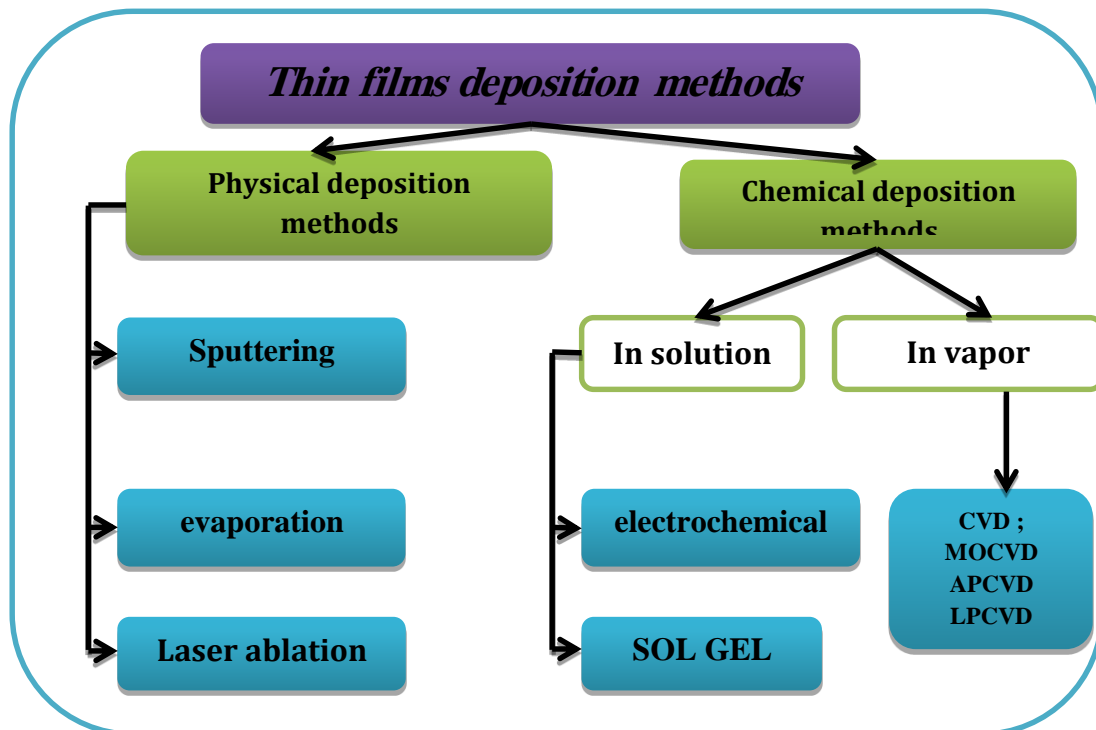 Thin films deposition methods
Physical deposition
methods
Chemical deposition
methods
Sputtering
In solution
In vapor
evaporation
electrochemical
CVD ;
MOCVD
APCVD
LPCVD
Laser ablation
SOL GEL